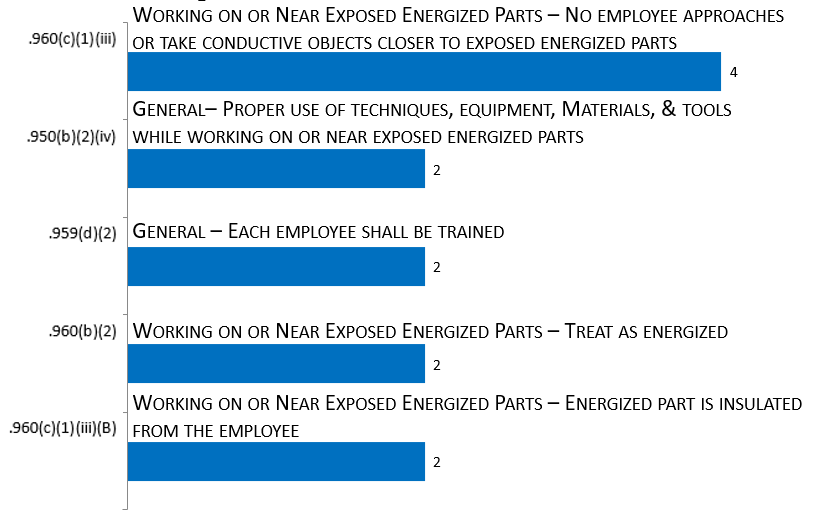 WORKING ON OR NEAR EXPOSED ENERGIZED PARTS – NO EMPLOYEE APPROACHES
.960(c)(1)(iii)
OR TAKE CONDUCTIVE OBJECTS CLOSER TO EXPOSED ENERGIZED PARTS
4
GENERAL– PROPER USE OF TECHNIQUES, EQUIPMENT, MATERIALS, & TOOLS
.950(b)(2)(iv)
WHILE WORKING ON OR NEAR EXPOSED ENERGIZED PARTS
2
.959(d)(2)
GENERAL – EACH EMPLOYEE SHALL BE TRAINED
2
.960(b)(2)
WORKING ON OR NEAR EXPOSED ENERGIZED PARTS – TREAT AS ENERGIZED
2
WORKING ON OR NEAR EXPOSED ENERGIZED PARTS – ENERGIZED PART IS INSULATED
.960(c)(1)(iii)(B)
FROM THE EMPLOYEE
2